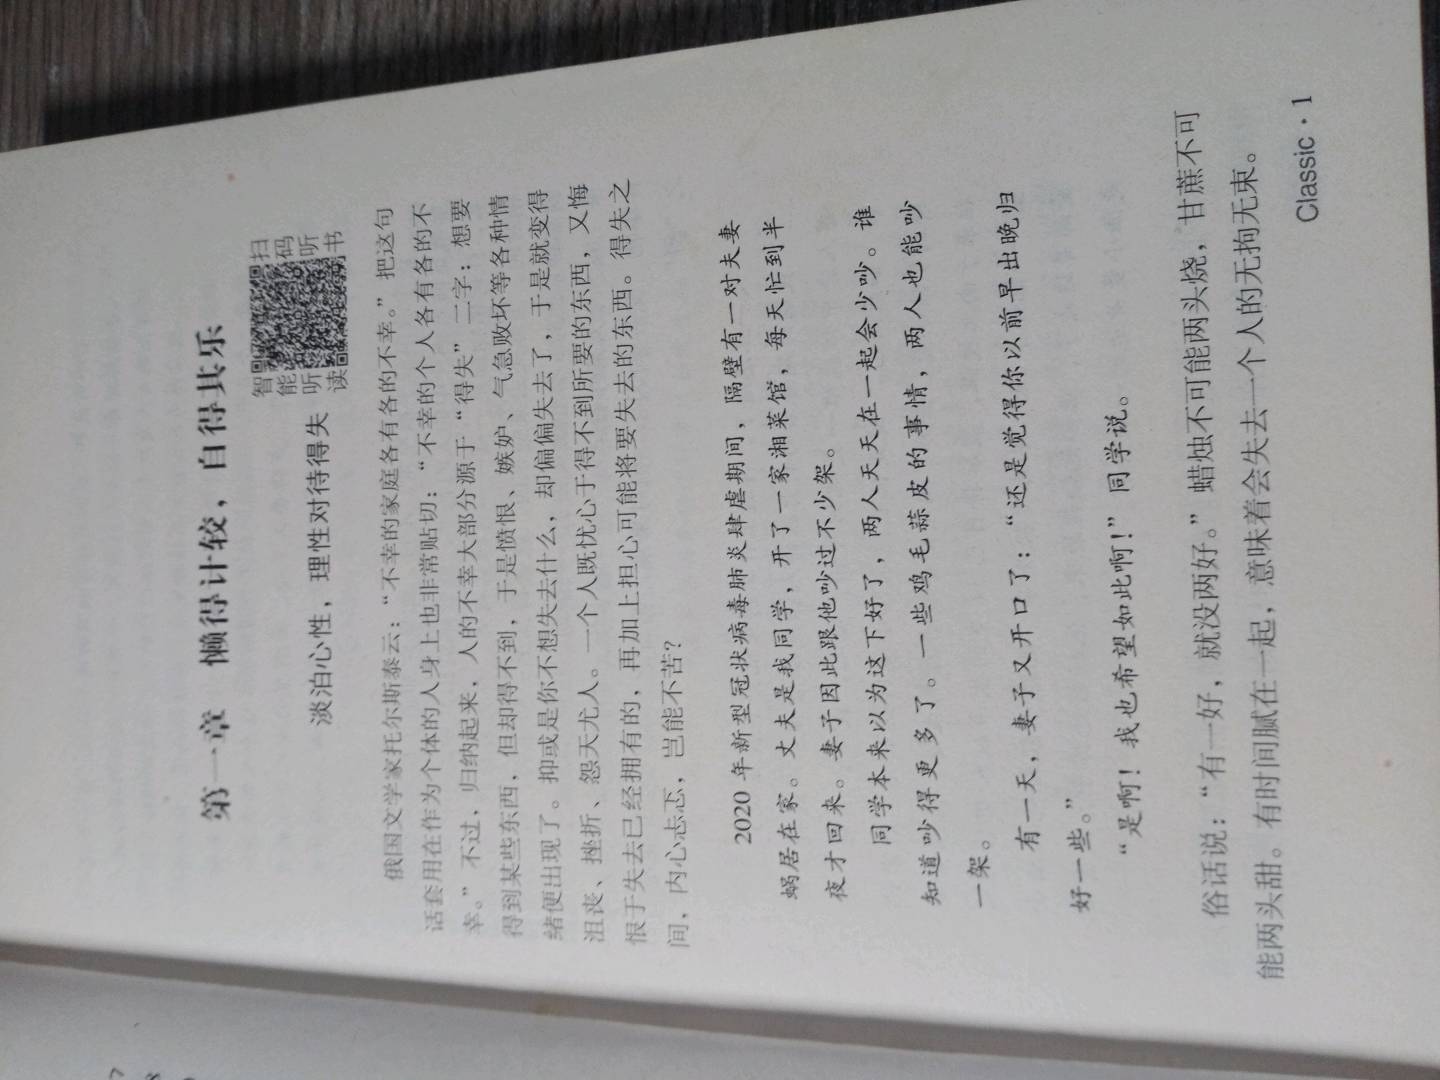 第一章 懒得计较，自得其乐
淡泊心性，理性对待得失
智能听读
扫码听书
俄国文学家托尔斯泰云：“不幸的家庭各有各的不幸。”把这句
话套用在作为个体的人身上也非常贴切：“不幸的个人各有各的不
幸。”不过，归纳起来，人的不幸大部分源于“得失”二字：想要
得到某些东西，但却得不到，于是愤恨、嫉妒、气急败坏等各种情
绪便出现了。抑或是你不想失去什么，却偏偏失去了，于是就变得
沮丧、挫折、怨天尤人。一个人既忧心于得不到所要的东西，又悔
恨于失去已经拥有的，再加上担心可能将要失去的东西。得失之
间，内心忐忑，岂能不苦？
2020年新型冠状病毒肺炎肆虐期间，隔壁有一对夫妻
蜗居在家。丈夫是我同学，开了一家湘菜馆，每天忙到半
夜才回来。妻子因此跟他吵过不少架。
同学本来以为这下好了，两人天天在一起会少吵。谁
知道吵得更多了。一些鸡毛蒜皮的事情，两人也能吵
一架。
有一天，妻子又开口了：“还是觉得你以前早出晚归
好一些。”
“是啊！我也希望如此啊！”同学说。
俗话说：“有一好，就没两好。”蜡烛不可能两头烧，甘蔗不可
能两头甜。有时间腻在一起，意味着会失去一个人的无拘无束。
Classic · 1